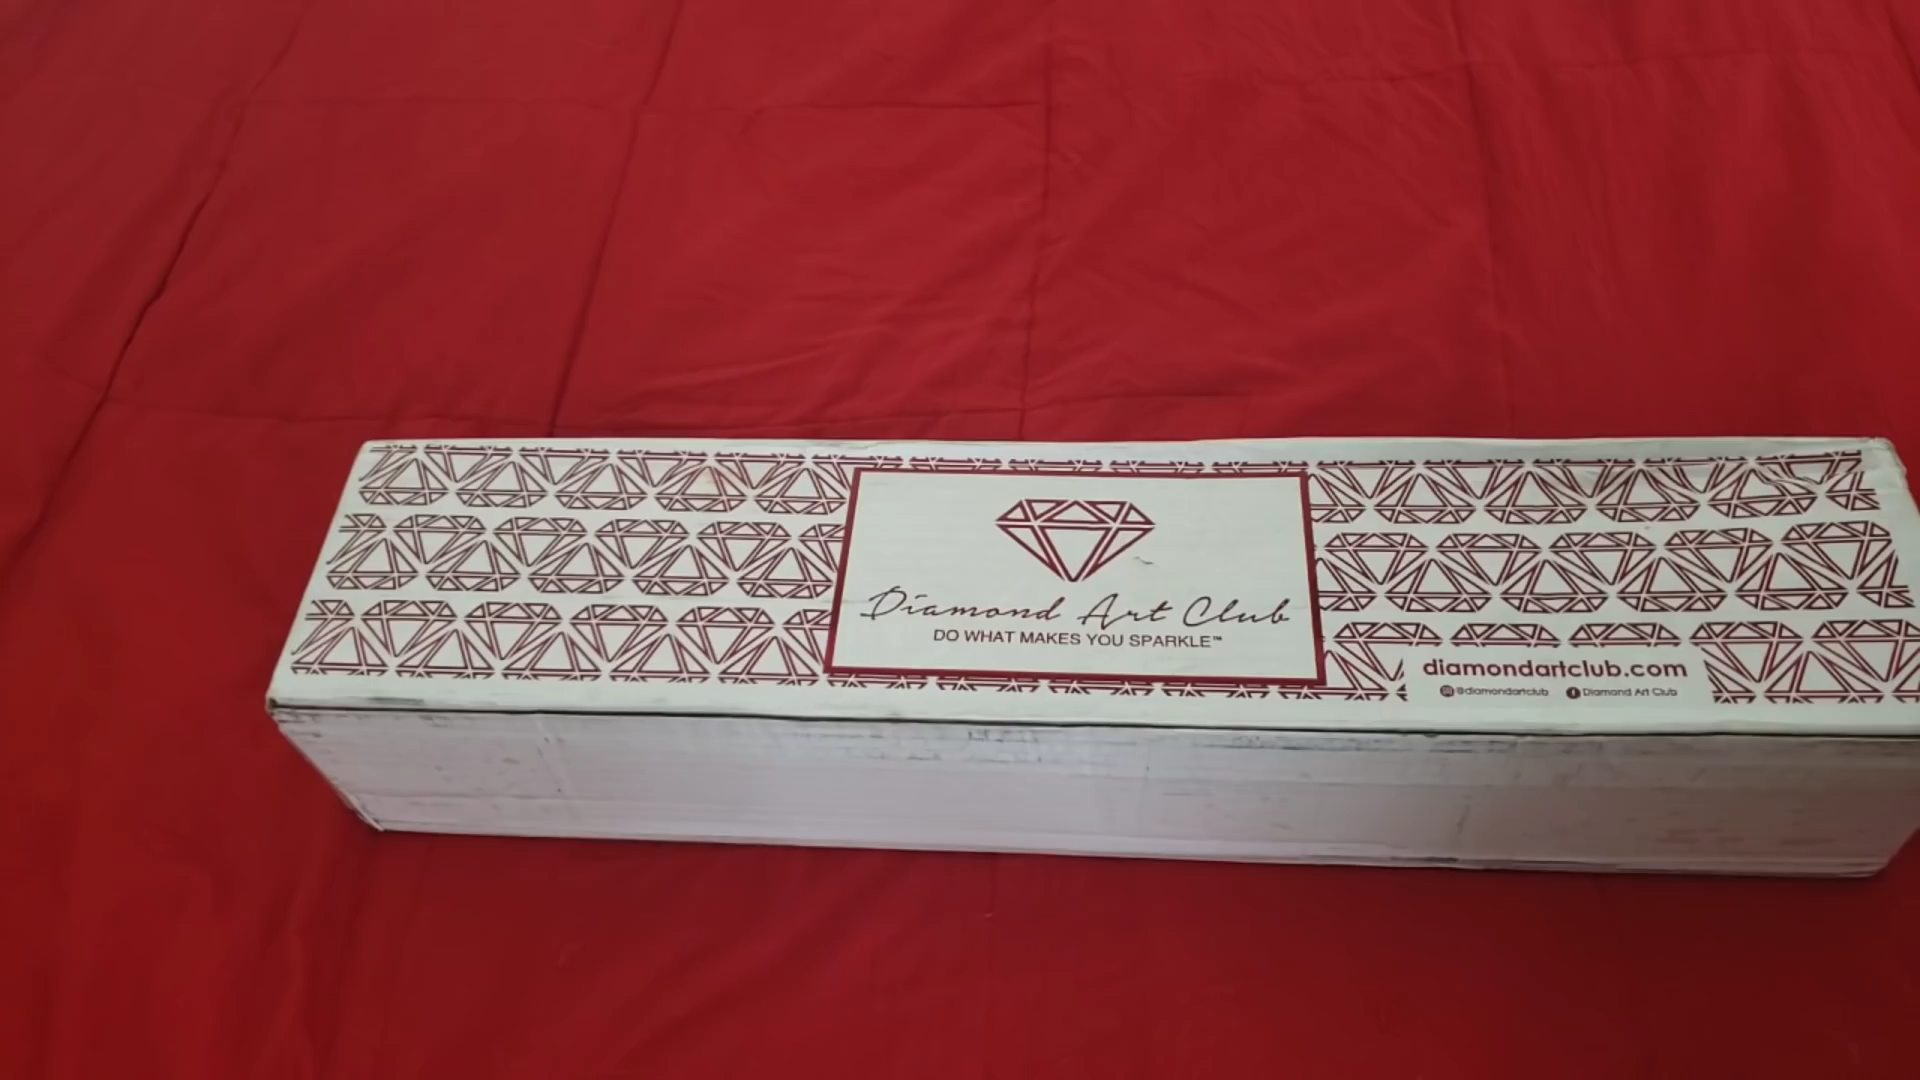 Diamond Art Club
DO WHAT MAKES YOU SPARKLE™
diamondartclub.com
@diamondartclub Diamond Art Club